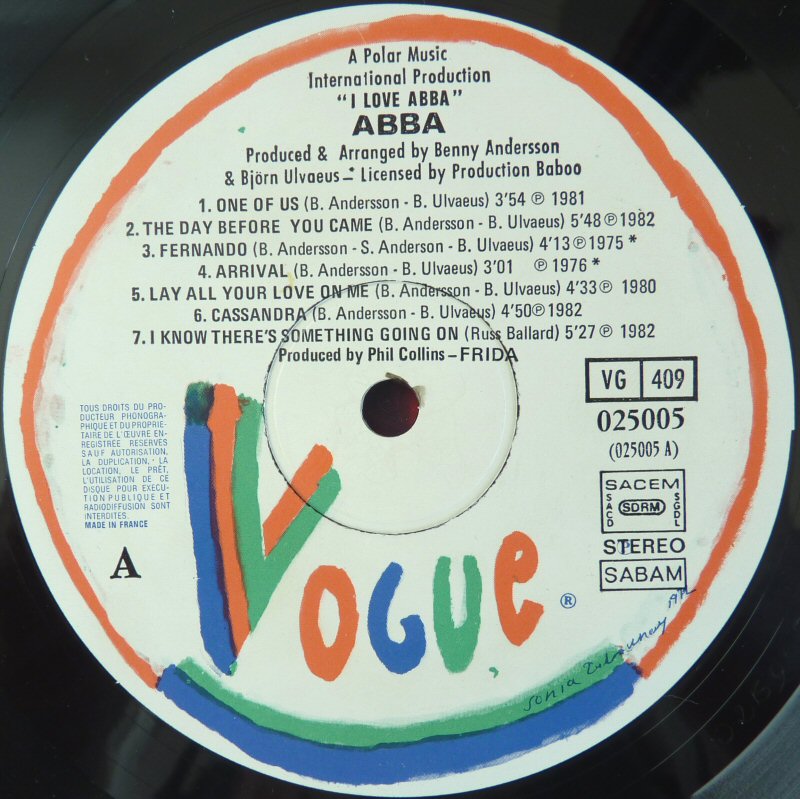 A Polar Music
International Production
"I LOVE ABBA"
ABBA
Produced & Arranged by Benny Andersson
& Björn Ulvaeus – * Licensed by Production Baboo
1. ONE OF US (B. Andersson - B. Ulvaeus) 3'54 ℗ 1981
2. THE DAY BEFORE YOU CAME (B. Andersson - B. Ulvaeus) 5'48 ℗ 1982
3. FERNANDO (B. Andersson - S. Anderson - B. Ulvaeus) 4'13 ℗ 1975 *
4. ARRIVAL (B. Andersson - B. Ulvaeus) 3'01 ℗ 1976 *
5. LAY ALL YOUR LOVE ON ME (B. Andersson - B. Ulvaeus) 4'33 ℗ 1980
6. CASSANDRA (B. Andersson - B. Ulvaeus) 4'50 ℗ 1982
7. I KNOW THERE'S SOMETHING GOING ON (Russ Ballard) 5'27 ℗ 1982
Produced by Phil Collins – FRIDA
VG 409
025005
(025005 A)
TOUS DROITS DU PRO-
DUCTEUR PHONOGRA-
PHIQUE ET DU PROPRIE-
TAIRE DE L'ŒUVRE EN-
REGISTREE RESERVES
SAUF AUTORISATION,
LA DUPLICATION, LA
LOCATION, LE PRÊT,
L'UTILISATION DE CE
DISQUE POUR EXECU-
TION PUBLIQUE ET
RADIODIFFUSION SONT
INTERDITES.
MADE IN FRANCE
SACEM
SACD
SDRM
SGDL
STEREO
SABAM
A
VOGUE ®
sonia Delaunay